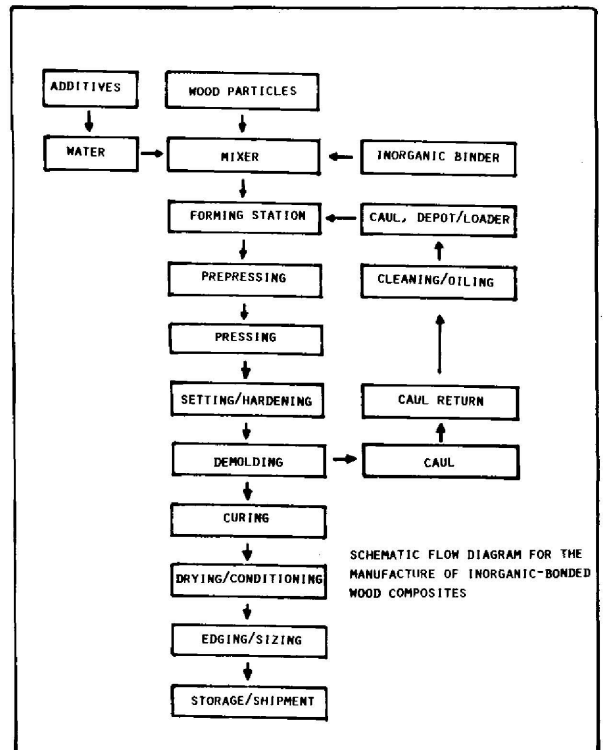 ADDITIVES
WOOD PARTICLES
WATER
MIXER
INORGANIC BINDER
FORMING STATION
CAUL, DEPOT/LOADER
PREPRESSING
CLEANING/OILING
PRESSING
SETTING/HARDENING
CAUL RETURN
DEMOLDING
CAUL
CURING
SCHEMATIC FLOW DIAGRAM FOR THE
MANUFACTURE OF INORGANIC-BONDED
WOOD COMPOSITES
DRYING/CONDITIONING
EDGING/SIZING
STORAGE/SHIPMENT